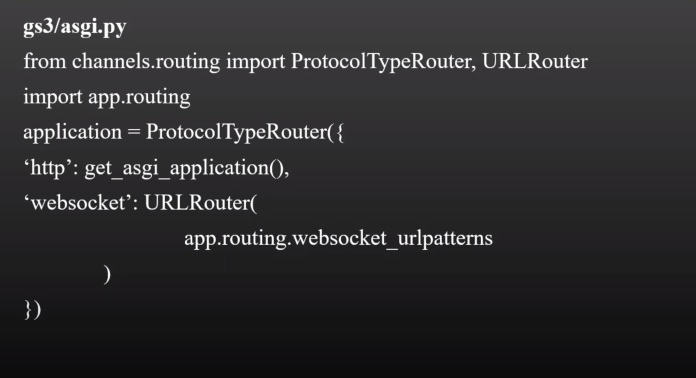 gs3/asgi.py
from channels.routing import ProtocolTypeRouter, URLRouter
import app.routing
application = ProtocolTypeRouter({
‘http’: get_asgi_application(),
‘websocket’: URLRouter(
app.routing.websocket_urlpatterns
)
})